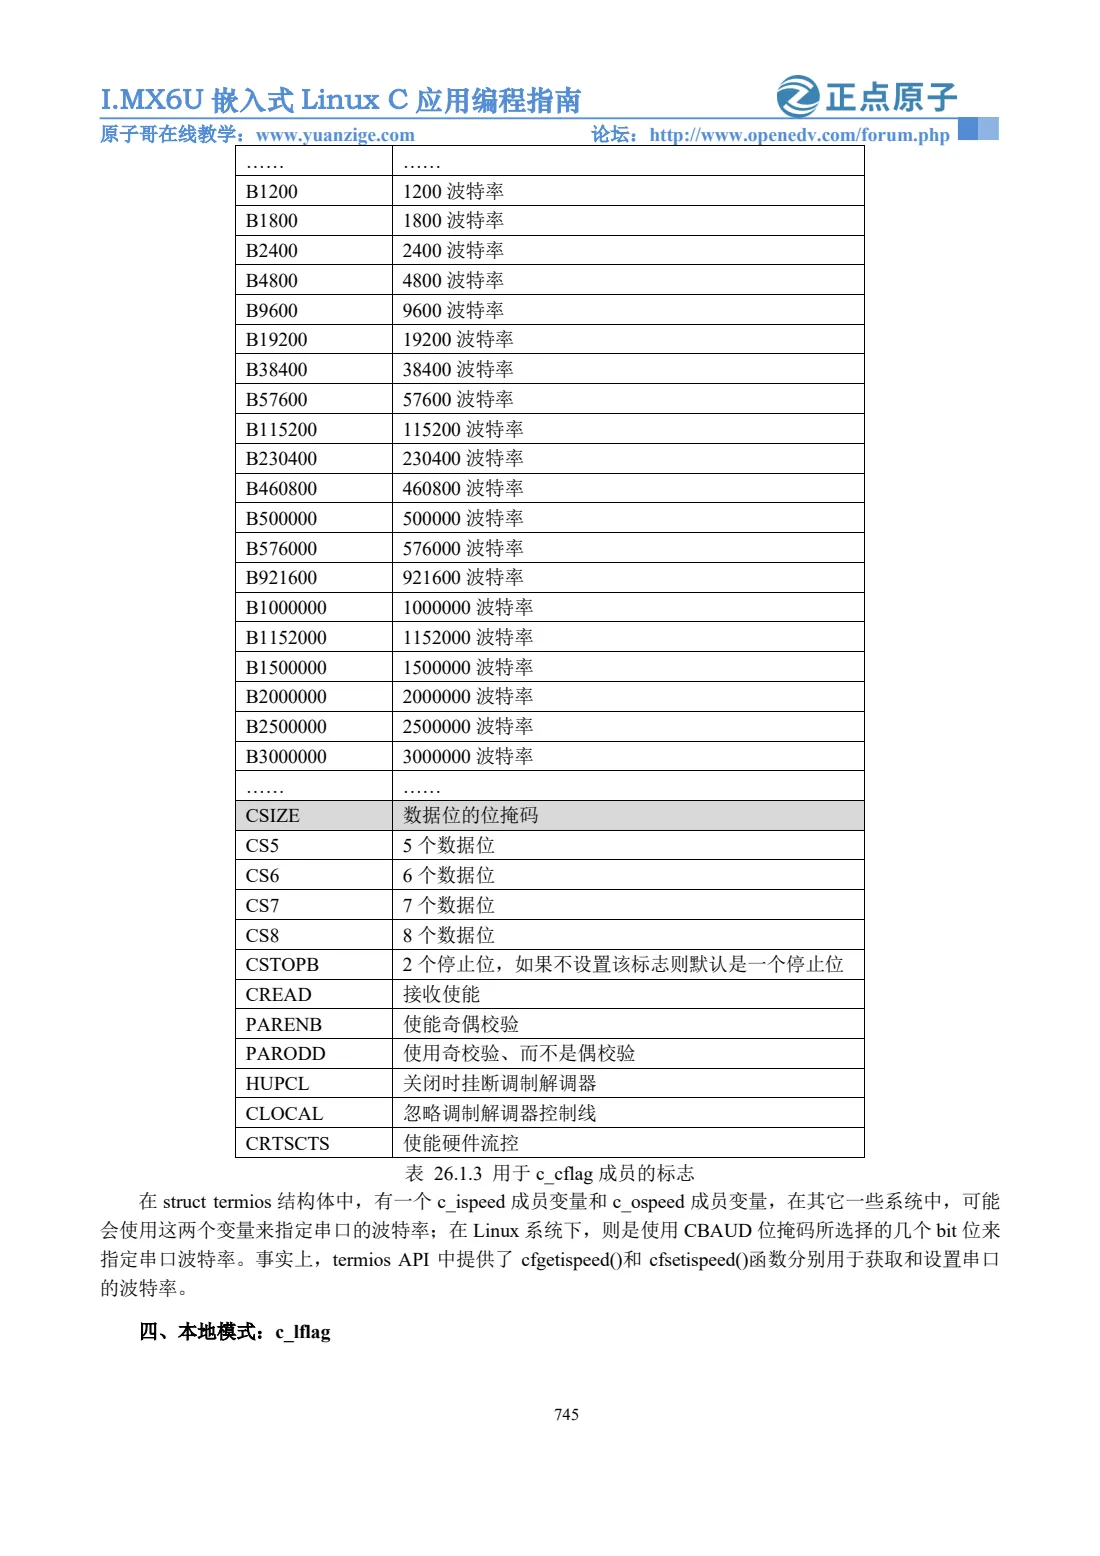 I.MX6U 嵌入式 Linux C 应用编程指南
正点原子
原子哥在线教学：www.yuanzige.com 论坛：http://www.openedv.com/forum.php
…… ……
B1200 1200 波特率
B1800 1800 波特率
B2400 2400 波特率
B4800 4800 波特率
B9600 9600 波特率
B19200 19200 波特率
B38400 38400 波特率
B57600 57600 波特率
B115200 115200 波特率
B230400 230400 波特率
B460800 460800 波特率
B500000 500000 波特率
B576000 576000 波特率
B921600 921600 波特率
B1000000 1000000 波特率
B1152000 1152000 波特率
B1500000 1500000 波特率
B2000000 2000000 波特率
B2500000 2500000 波特率
B3000000 3000000 波特率
…… ……
CSIZE 数据位的位掩码
CS5 5 个数据位
CS6 6 个数据位
CS7 7 个数据位
CS8 8 个数据位
CSTOPB 2 个停止位，如果不设置该标志则默认是一个停止位
CREAD 接收使能
PARENB 使能奇偶校验
PARODD 使用奇校验、而不是偶校验
HUPCL 关闭时挂断调制解调器
CLOCAL 忽略调制解调器控制线
CRTSCTS 使能硬件流控
表 26.1.3 用于 c_cflag 成员的标志
在 struct termios 结构体中，有一个 c_ispeed 成员变量和 c_ospeed 成员变量，在其它一些系统中，可能
会使用这两个变量来指定串口的波特率；在 Linux 系统下，则是使用 CBAUD 位掩码所选择的几个 bit 位来
指定串口波特率。事实上，termios API 中提供了 cfgetispeed()和 cfsetispeed()函数分别用于获取和设置串口
的波特率。
四、本地模式：c_lflag
745